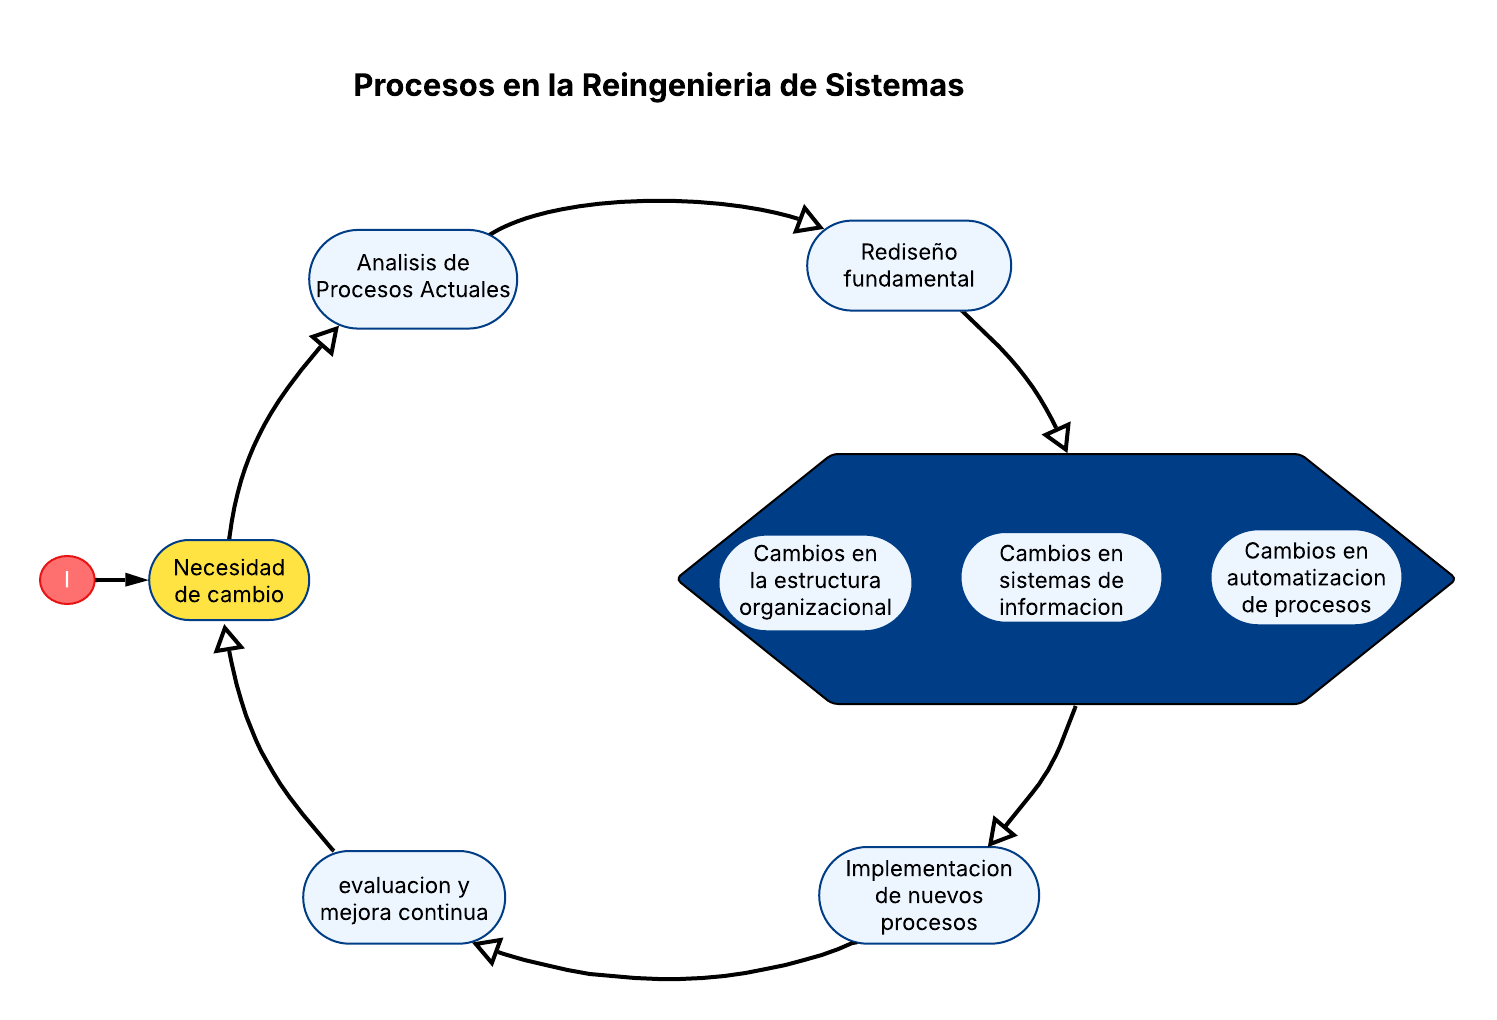 Procesos en la Reingenieria de Sistemas
Analisis de
Procesos Actuales
Rediseño
fundamental
I
Necesidad
de cambio
Cambios en
la estructura
organizacional
Cambios en
sistemas de
informacion
Cambios en
automatizacion
de procesos
evaluacion y
mejora continua
Implementacion
de nuevos
procesos